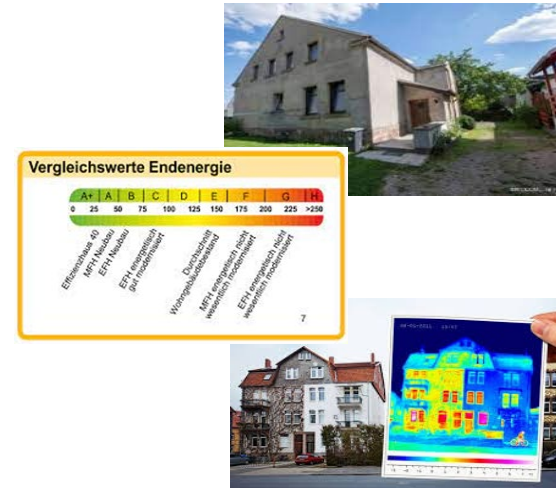 Vergleichswerte Endenergie
A+ A B C D E F G H
0 25 50 75 100 125 150 175 200 225 >250
Effizienzhaus 40
MFH Neubau
EFH Neubau
EFH energetisch
gut modernisiert
Durchschnitt
Wohngebäudebestand
MFH energetisch nicht
wesentlich modernisiert
EFH energetisch nicht
wesentlich modernisiert
7